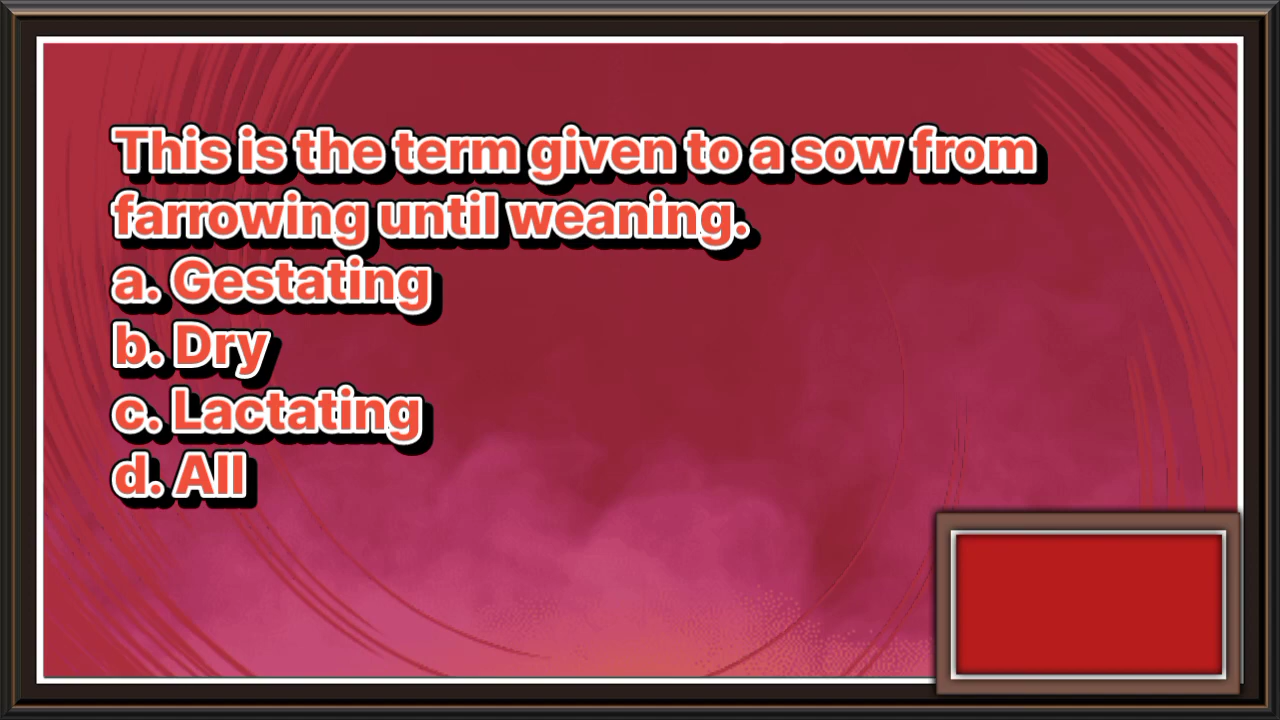 This is the term given to a sow from
farrowing until weaning.
a. Gestating
b. Dry
c. Lactating
d. All